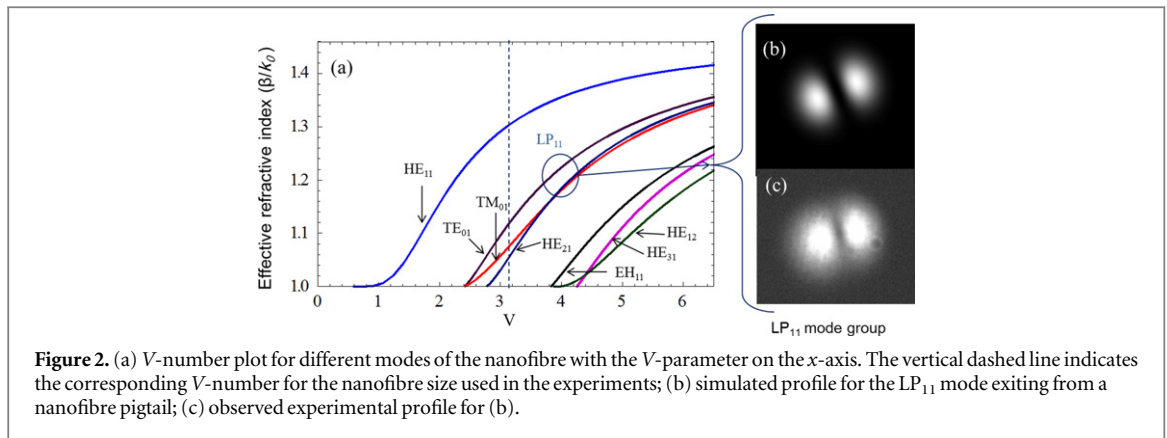 (a)
Effective refractive index (β/k₀)
1.4
1.3
1.2
1.1
1.0
0
1
2
3
4
5
6
V
HE₁₁
TE₀₁
TM₀₁
HE₂₁
LP₁₁
EH₁₁
HE₃₁
HE₁₂
(b)
(c)
LP₁₁ mode group
Figure 2. (a) V-number plot for different modes of the nanofibre with the V-parameter on the x-axis. The vertical dashed line indicates
the corresponding V-number for the nanofibre size used in the experiments; (b) simulated profile for the LP₁₁ mode exiting from a
nanofibre pigtail; (c) observed experimental profile for (b).